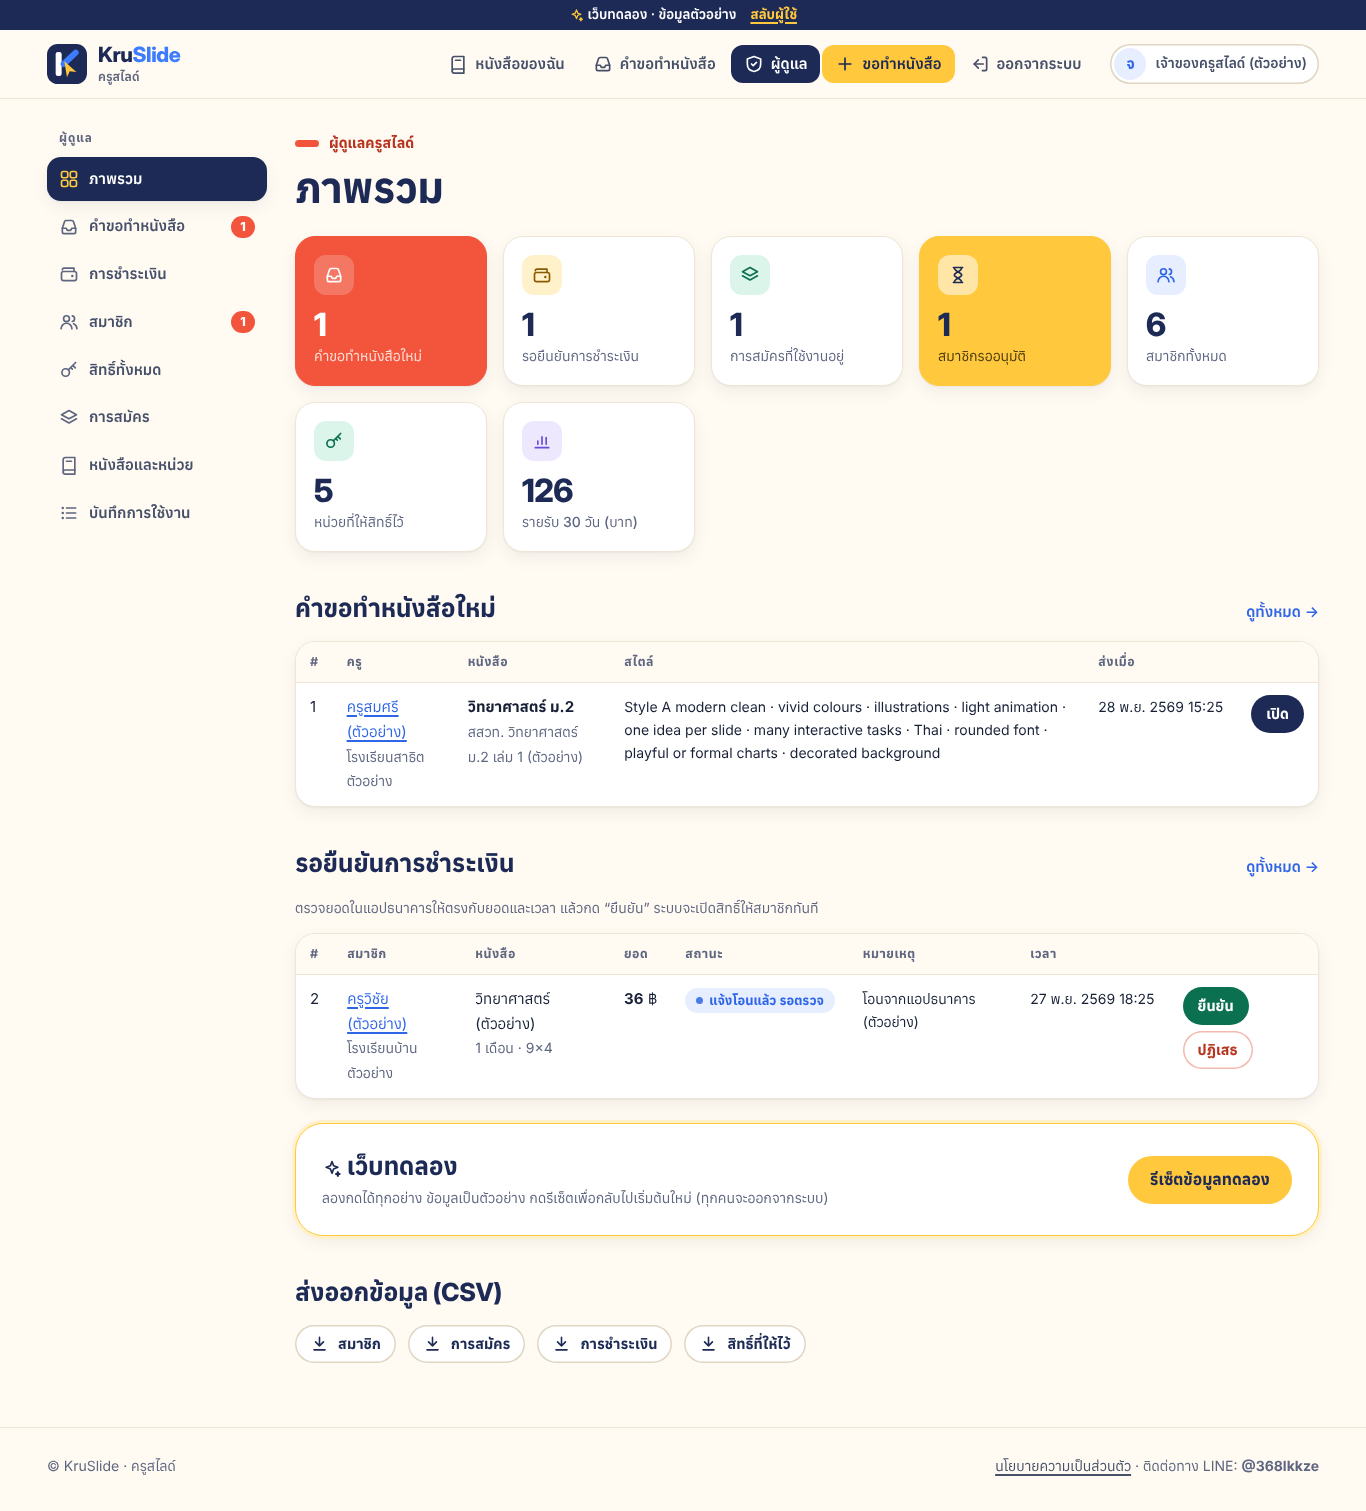 เว็บทดลอง · ข้อมูลตัวอย่าง สลับผู้ใช้
KruSlide
ครูสไลด์
หนังสือของฉัน
คำขอทำหนังสือ
ผู้ดูแล
ขอทำหนังสือ
ออกจากระบบ
จ เจ้าของครูสไลด์ (ตัวอย่าง)
ผู้ดูแล
ภาพรวม
คำขอทำหนังสือ 1
การชำระเงิน
สมาชิก 1
สิทธิ์ทั้งหมด
การสมัคร
หนังสือและหน่วย
บันทึกการใช้งาน
ผู้ดูแลครูสไลด์
ภาพรวม
1
คำขอทำหนังสือใหม่
1
รอยืนยันการชำระเงิน
1
การสมัครที่ใช้งานอยู่
1
สมาชิกรออนุมัติ
6
สมาชิกทั้งหมด
5
หน่วยที่ให้สิทธิ์ไว้
126
รายรับ 30 วัน (บาท)
คำขอทำหนังสือใหม่
ดูทั้งหมด →
# ครู หนังสือ สไตล์ ส่งเมื่อ
1
ครูสมศรี
(ตัวอย่าง)
โรงเรียนสาธิต
ตัวอย่าง
วิทยาศาสตร์ ม.2
สสวท. วิทยาศาสตร์
ม.2 เล่ม 1 (ตัวอย่าง)
Style A modern clean · vivid colours · illustrations · light animation ·
one idea per slide · many interactive tasks · Thai · rounded font ·
playful or formal charts · decorated background
28 พ.ย. 2569 15:25
เปิด
รอยืนยันการชำระเงิน
ดูทั้งหมด →
ตรวจยอดในแอปธนาคารให้ตรงกับยอดและเวลา แล้วกด “ยืนยัน” ระบบจะเปิดสิทธิ์ให้สมาชิกทันที
# สมาชิก หนังสือ ยอด สถานะ หมายเหตุ เวลา
2
ครูวิชัย
(ตัวอย่าง)
โรงเรียนบ้าน
ตัวอย่าง
วิทยาศาสตร์
(ตัวอย่าง)
1 เดือน · 9×4
36 ฿
แจ้งโอนแล้ว รอตรวจ
โอนจากแอปธนาคาร
(ตัวอย่าง)
27 พ.ย. 2569 18:25
ยืนยัน
ปฏิเสธ
เว็บทดลอง
ลองกดได้ทุกอย่าง ข้อมูลเป็นตัวอย่าง กดรีเซ็ตเพื่อกลับไปเริ่มต้นใหม่ (ทุกคนจะออกจากระบบ)
รีเซ็ตข้อมูลทดลอง
ส่งออกข้อมูล (CSV)
สมาชิก
การสมัคร
การชำระเงิน
สิทธิ์ที่ให้ไว้
© KruSlide · ครูสไลด์
นโยบายความเป็นส่วนตัว · ติดต่อทาง LINE: @368lkkze